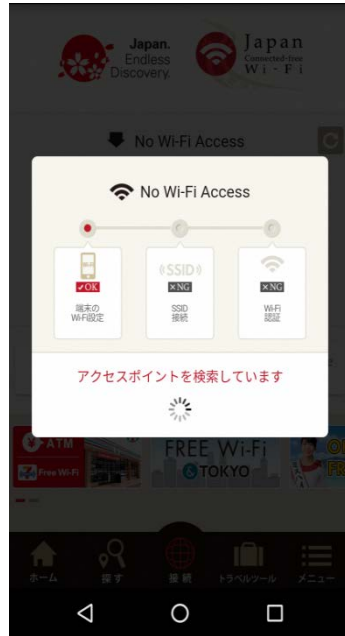 Japan.
Endless
Discovery.
Japan
Connected-free
Wi-Fi
No Wi-Fi Access
No Wi-Fi Access
OK
端末の
Wi-Fi設定
SSID
×NG
SSID
接続
×NG
Wi-Fi
認証
アクセスポイントを検索しています
ATM
Free Wi-Fi
FREE Wi-Fi
TOKYO
ホーム
探す
接続
トラベルツール
メニュー